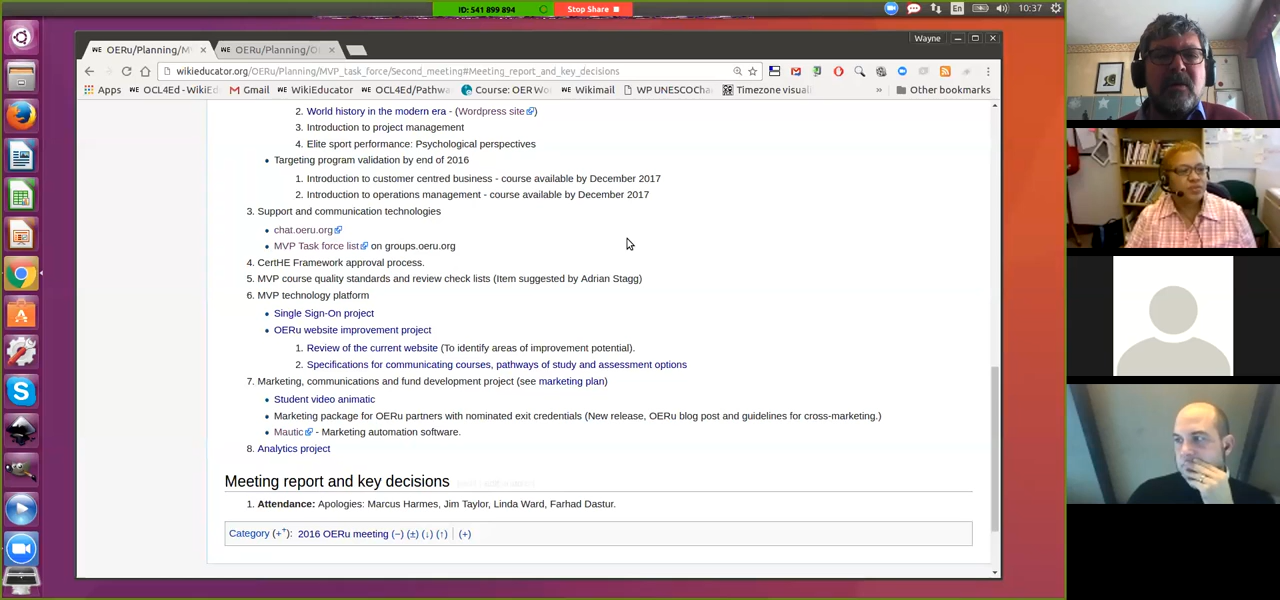 ID: 541 899 894
Stop Share
En
10:37
WE OERu/Planning/M
WE OERu/Planning/O
Wayne
wikieducator.org/OERu/Planning/MVP_task_force/Second_meeting#Meeting_report_and_key_decisions
Apps
WE OCL4Ed - WikiEd
Gmail
WE WikiEducator
WE OCL4Ed/Pathwa
Course: OER Wo
WE Wikimail
WP UNESCOCha
Timezone visual
»
Other bookmarks
2. World history in the modern era - (Wordpress site)
3. Introduction to project management
4. Elite sport performance: Psychological perspectives
Targeting program validation by end of 2016
1. Introduction to customer centred business - course available by December 2017
2. Introduction to operations management - course available by December 2017
3. Support and communication technologies
chat.oeru.org
MVP Task force list on groups.oeru.org
4. CertHE Framework approval process.
5. MVP course quality standards and review check lists (Item suggested by Adrian Stagg)
6. MVP technology platform
Single Sign-On project
OERu website improvement project
1. Review of the current website (To identify areas of improvement potential).
2. Specifications for communicating courses, pathways of study and assessment options
7. Marketing, communications and fund development project (see marketing plan)
Student video animatic
Marketing package for OERu partners with nominated exit credentials (New release, OERu blog post and guidelines for cross-marketing.)
Mautic - Marketing automation software.
8. Analytics project
Meeting report and key decisions
1. Attendance: Apologies: Marcus Harmes, Jim Taylor, Linda Ward, Farhad Dastur.
Category (+⁺): 2016 OERu meeting (−) (±) (↓) (↑) (+)